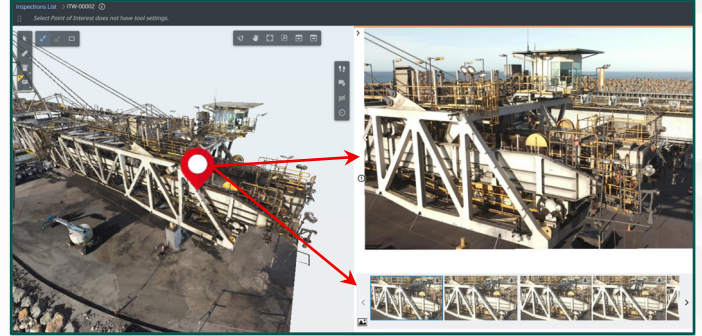 Inspections List > ITW-00002
Select Point of Interest does not have tool settings.